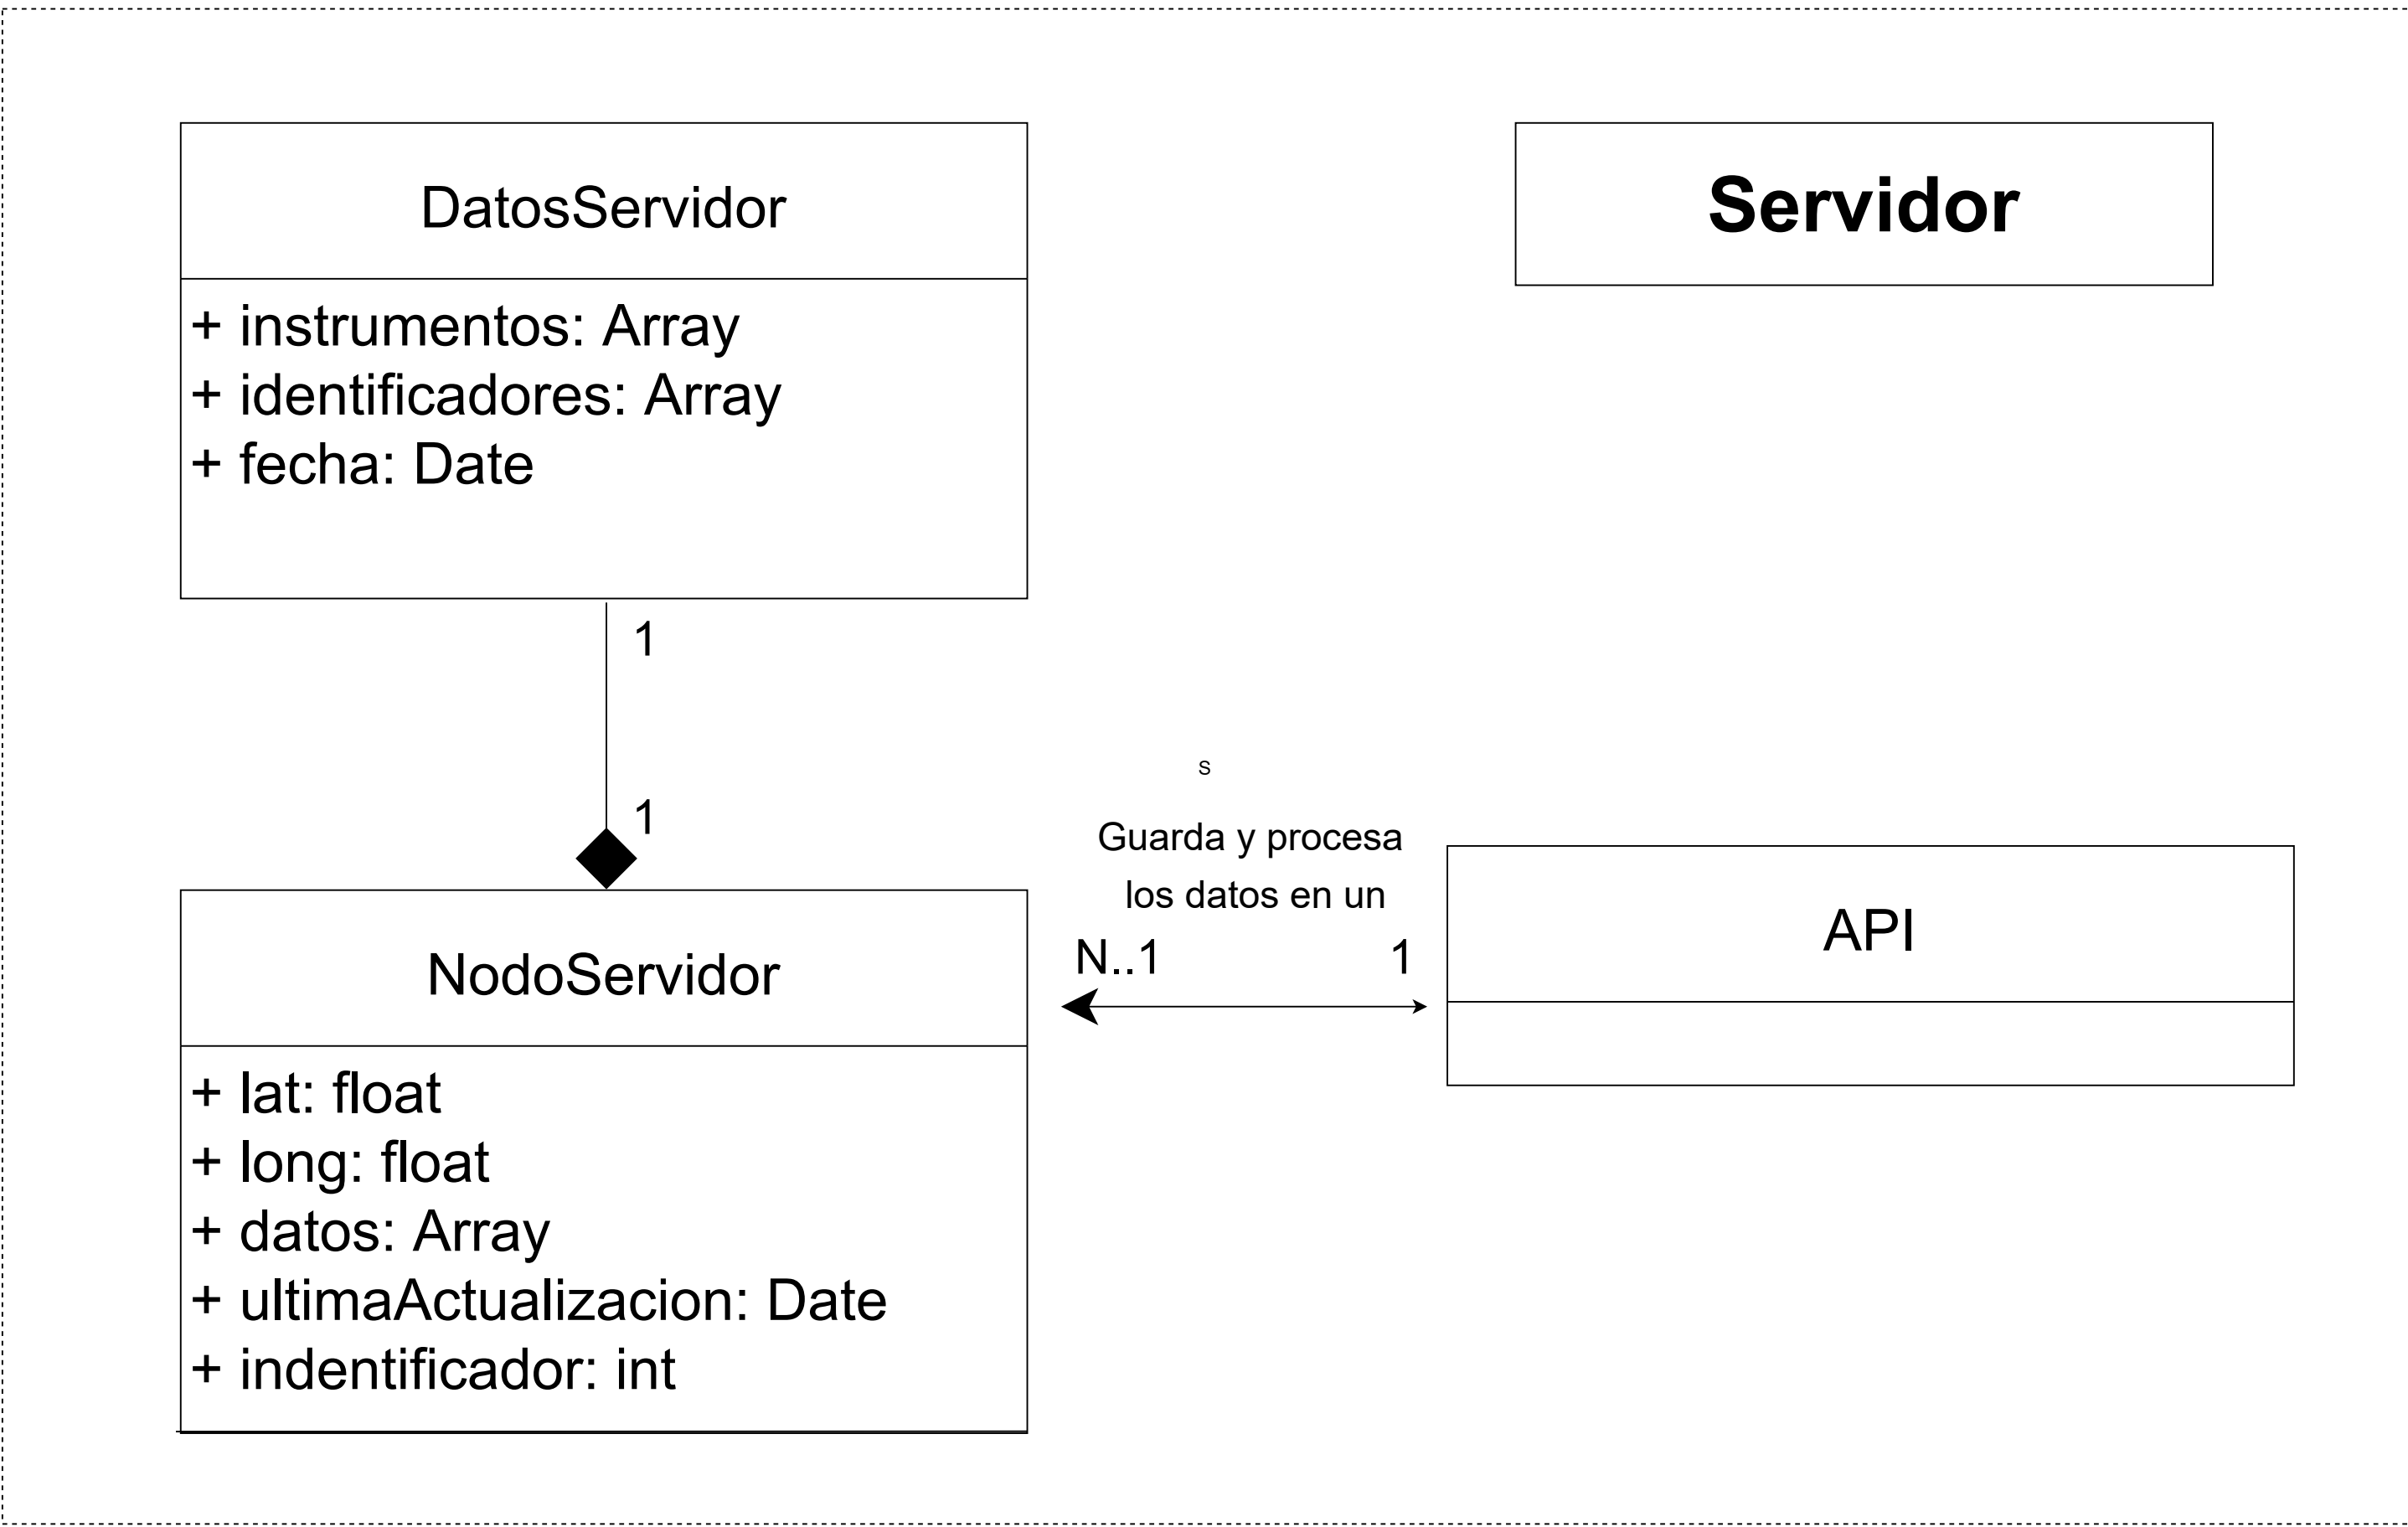 DatosServidor
+ instrumentos: Array
+ identificadores: Array
+ fecha: Date
Servidor
1
1
s
Guarda y procesa
los datos en un
N..1
1
API
NodoServidor
+ lat: float
+ long: float
+ datos: Array
+ ultimaActualizacion: Date
+ indentificador: int